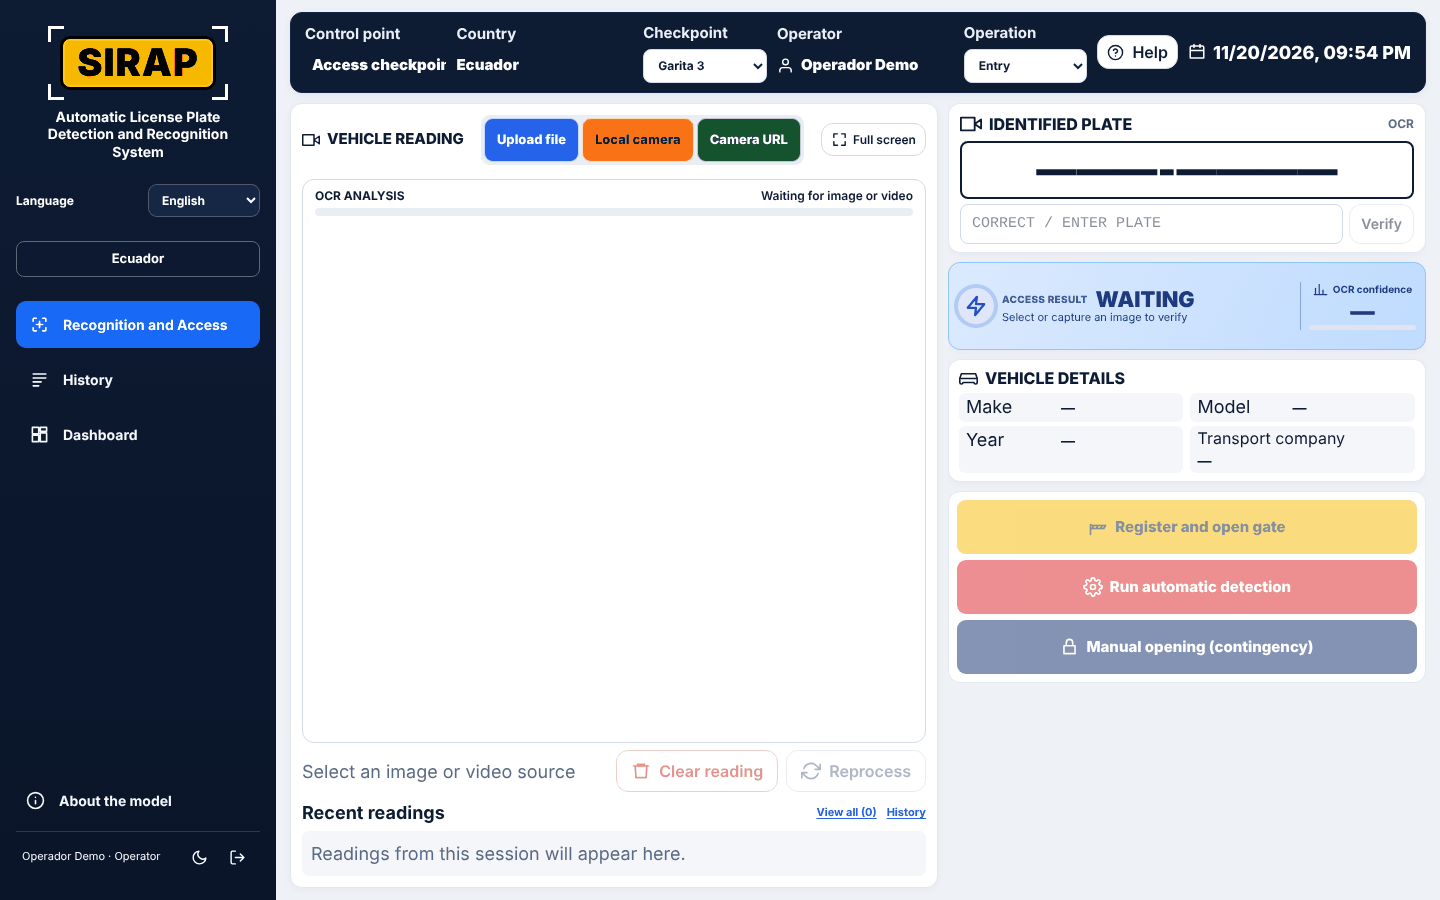 SIRAP
Automatic License Plate
Detection and Recognition
System
Language
English
Ecuador
Recognition and Access
History
Dashboard
About the model
Operador Demo · Operator
Control point
Access checkpoin
Country
Ecuador
Checkpoint
Garita 3
Operator
Operador Demo
Operation
Entry
Help
11/20/2026, 09:54 PM
VEHICLE READING
Upload file
Local camera
Camera URL
Full screen
OCR ANALYSIS
Waiting for image or video
Select an image or video source
Clear reading
Reprocess
Recent readings
View all (0)
History
Readings from this session will appear here.
IDENTIFIED PLATE
OCR
———-————
CORRECT / ENTER PLATE
Verify
ACCESS RESULT WAITING
Select or capture an image to verify
OCR confidence
—
VEHICLE DETAILS
Make —
Model —
Year —
Transport company
—
Register and open gate
Run automatic detection
Manual opening (contingency)